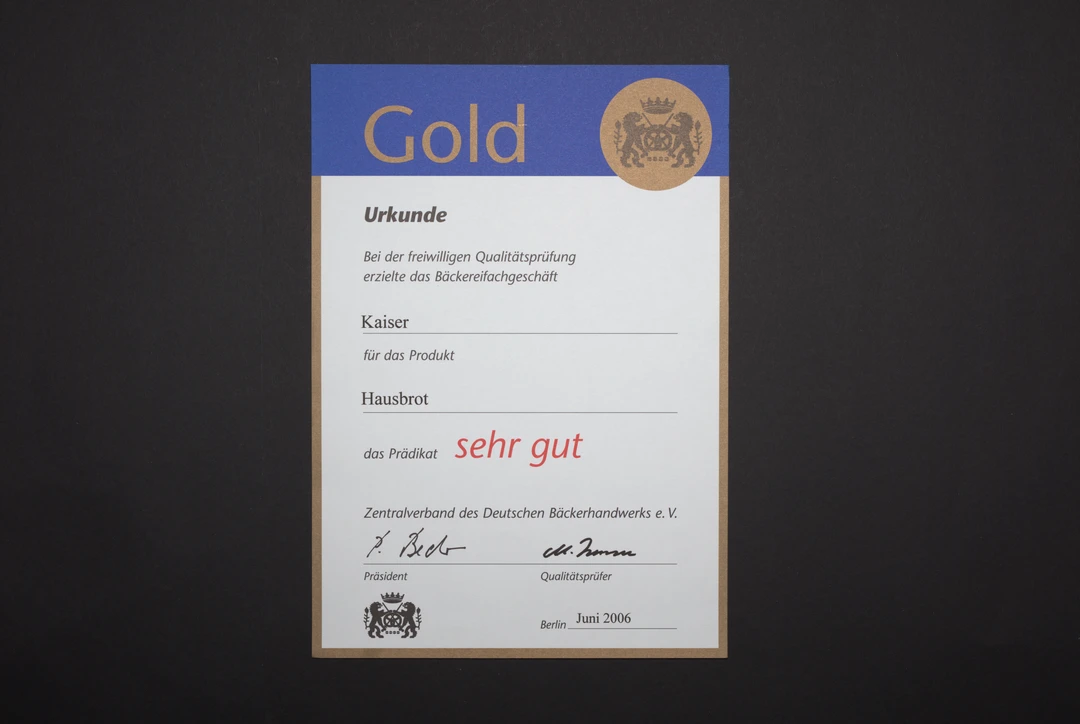 Gold
Urkunde
Bei der freiwilligen Qualitätsprüfung
erzielte das Bäckereifachgeschäft
Kaiser
für das Produkt
Hausbrot
das Prädikat sehr gut
Zentralverband des Deutschen Bäckerhandwerks e. V.
P. Becker
Präsident Qualitätsprüfer
Berlin Juni 2006